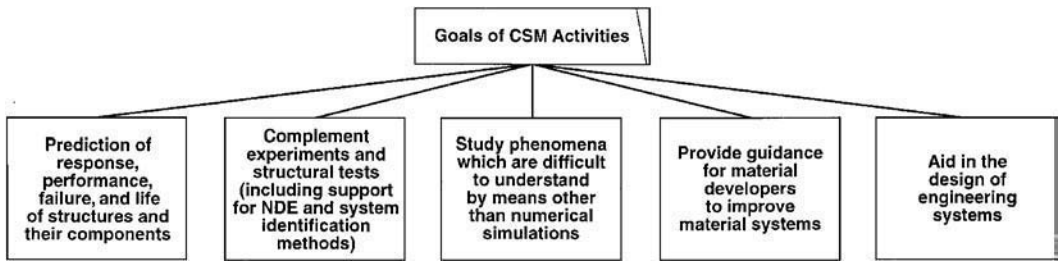 Goals of CSM Activities
Prediction of
response,
performance,
failure, and life
of structures and
their components
Complement
experiments and
structural tests
(including support
for NDE and system
identification
methods)
Study phenomena
which are difficult
to understand
by means other
than numerical
simulations
Provide guidance
for material
developers
to improve
material systems
Aid in the
design of
engineering
systems